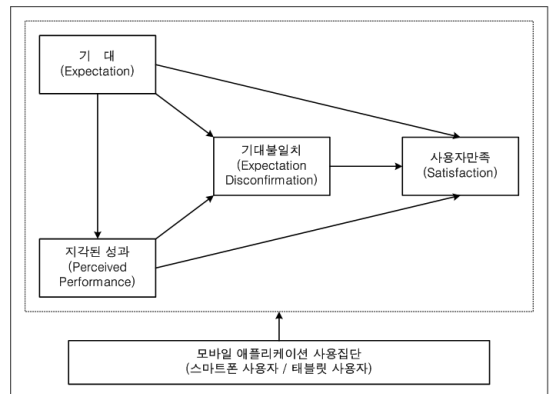 기 대
(Expectation)
기대불일치
(Expectation
Disconfirmation)
사용자만족
(Satisfaction)
지각된 성과
(Perceived
Performance)
모바일 애플리케이션 사용집단
(스마트폰 사용자 / 태블릿 사용자)